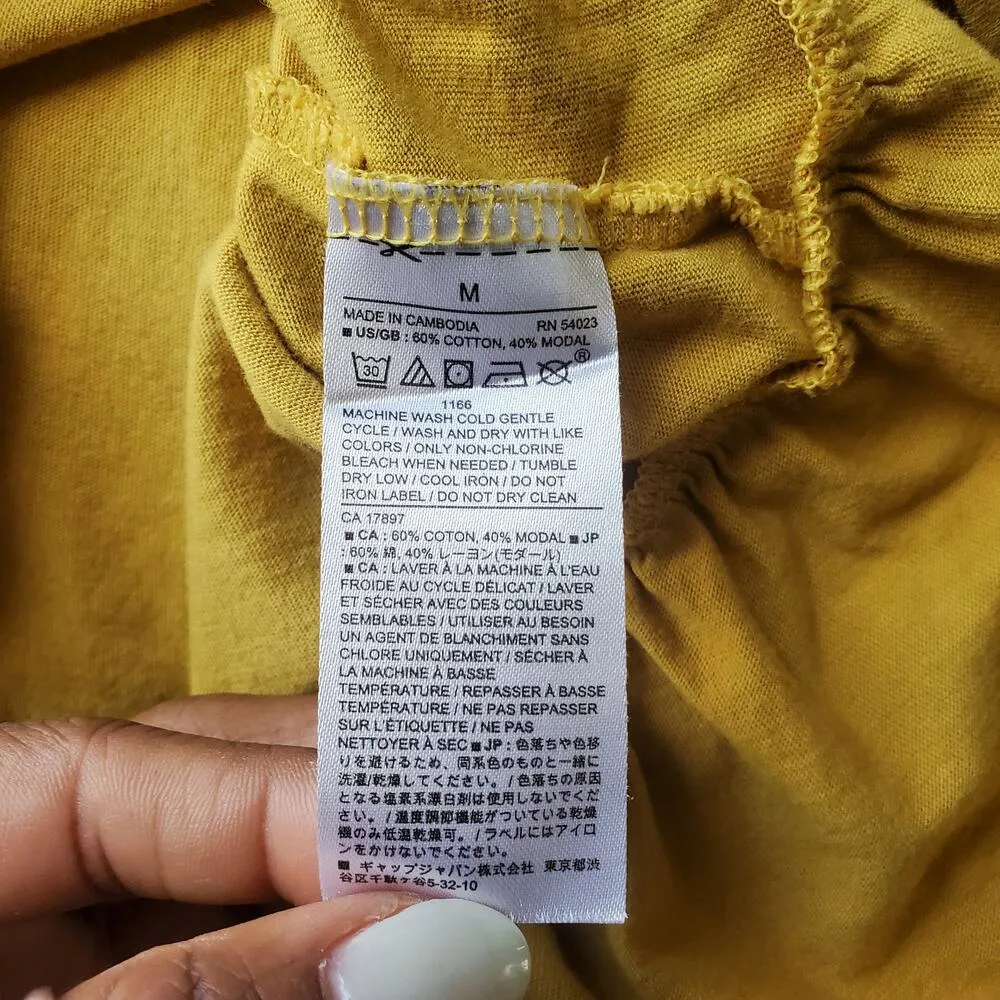 M
MADE IN CAMBODIA RN 54023
■ US/GB : 60% COTTON, 40% MODAL
30 ®
1166
MACHINE WASH COLD GENTLE
CYCLE / WASH AND DRY WITH LIKE
COLORS / ONLY NON-CHLORINE
BLEACH WHEN NEEDED / TUMBLE
DRY LOW / COOL IRON / DO NOT
IRON LABEL / DO NOT DRY CLEAN
CA 17897
■ CA : 60% COTON, 40% MODAL ■ JP
: 60% 綿, 40% レーヨン(モダール)
■ CA : LAVER À LA MACHINE À L'EAU
FROIDE AU CYCLE DÉLICAT / LAVER
ET SÉCHER AVEC DES COULEURS
SEMBLABLES / UTILISER AU BESOIN
UN AGENT DE BLANCHIMENT SANS
CHLORE UNIQUEMENT / SÉCHER À
LA MACHINE À BASSE
TEMPÉRATURE / REPASSER À BASSE
TEMPÉRATURE / NE PAS REPASSER
SUR L'ÉTIQUETTE / NE PAS
NETTOYER À SEC ■ JP : 色落ちや色移
りを避けるため、同系色のものと一緒に
洗濯/乾燥してください。 / 色落ちの原因
となる塩素系漂白剤は使用しないでくだ
さい。 / 温度調節機能がついている乾燥
機のみ低温乾燥可。 / ラベルにはアイロ
ンをかけないでください。
■ ギャップジャパン株式会社 東京都渋
谷区千駄ケ谷5-32-10